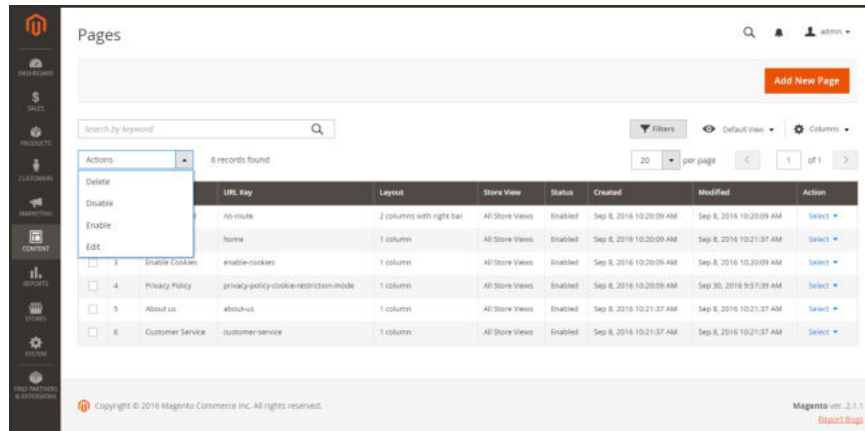 Pages
admin
DASHBOARD
SALES
PRODUCTS
CUSTOMERS
MARKETING
CONTENT
REPORTS
STORES
SYSTEM
FIND PARTNERS
& EXTENSIONS
Add New Page
Search by keyword
Filters Default View Columns
Actions 6 records found 20 per page 1 of 1
Delete
Disable
Enable
Edit
URL Key Layout Store View Status Created Modified Action
no-route 2 columns with right bar All Store Views Enabled Sep 8, 2016 10:20:09 AM Sep 8, 2016 10:20:09 AM Select
home 1 column All Store Views Enabled Sep 8, 2016 10:20:09 AM Sep 8, 2016 10:21:37 AM Select
3 Enable Cookies enable-cookies 1 column All Store Views Enabled Sep 8, 2016 10:20:09 AM Sep 8, 2016 10:20:09 AM Select
4 Privacy Policy privacy-policy-cookie-restriction-mode 1 column All Store Views Enabled Sep 8, 2016 10:20:09 AM Sep 30, 2016 9:57:39 AM Select
5 About us about-us 1 column All Store Views Enabled Sep 8, 2016 10:21:37 AM Sep 8, 2016 10:21:37 AM Select
6 Customer Service customer-service 1 column All Store Views Enabled Sep 8, 2016 10:21:37 AM Sep 8, 2016 10:21:37 AM Select
Copyright © 2016 Magento Commerce Inc. All rights reserved.
Magento ver. 2.1.1
Report Bugs